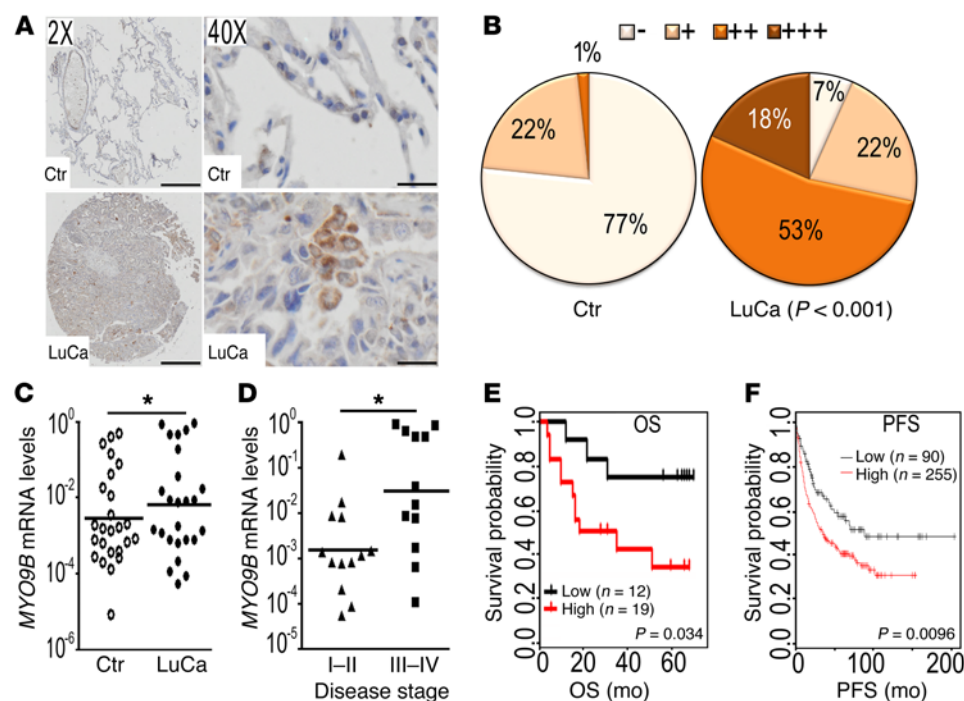 A
2X
40X
Ctr
Ctr
LuCa
LuCa
B
- + ++ +++
1%
22%
77%
Ctr
7%
18%
22%
53%
LuCa (P < 0.001)
C
*
MYO9B mRNA levels
10^0
10^-2
10^-4
10^-6
Ctr LuCa
D
*
MYO9B mRNA levels
10^0
10^-1
10^-2
10^-3
10^-4
10^-5
I–II III–IV
Disease stage
E
OS
Survival probability
1.0
0.8
0.6
0.4
0.2
0.0
Low (n = 12)
High (n = 19)
P = 0.034
0 20 40 60
OS (mo)
F
PFS
Survival probability
1.0
0.8
0.6
0.4
0.2
0.0
Low (n = 90)
High (n = 255)
P = 0.0096
0 50 100 200
PFS (mo)